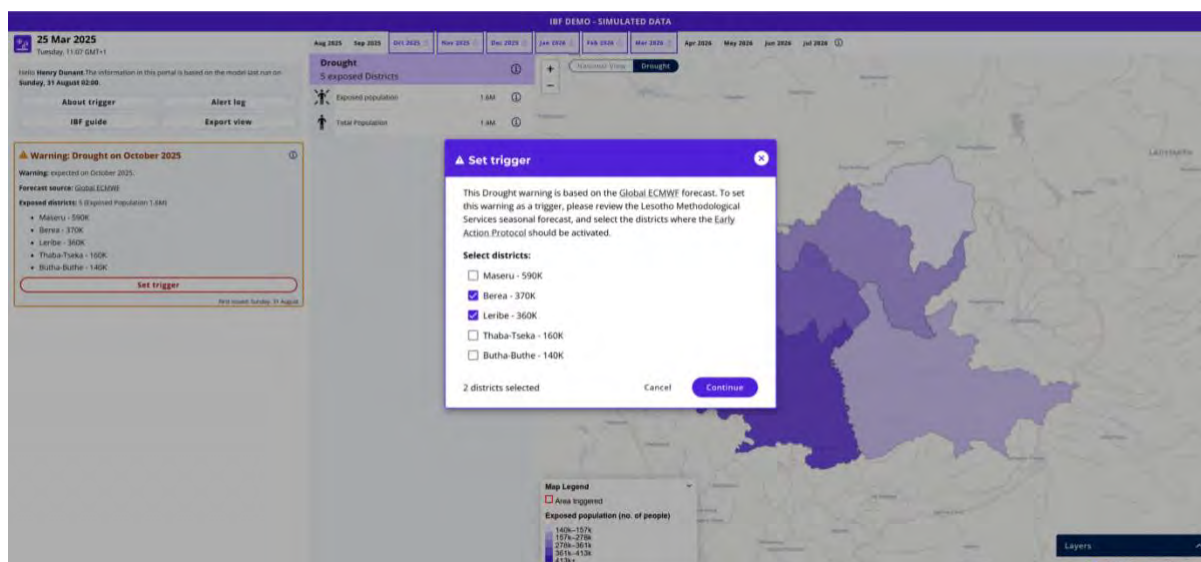 IBF DEMO - SIMULATED DATA
25 Mar 2025
Tuesday, 11:07 GMT+1
Hello Henry Dunant. The information in this portal is based on the model last run on
Sunday, 31 August 02:00.
About trigger
Alert log
IBF guide
Export view
Warning: Drought on October 2025
Warning: expected on October 2025.
Forecast source: Global ECMWF
Exposed districts: 5 (Exposed Population 1.6M)
Maseru - 590K
Berea - 370K
Leribe - 360K
Thaba-Tseka - 160K
Butha-Buthe - 140K
Set trigger
First issued: Sunday, 31 August
Aug 2025 Sep 2025 Oct 2025 Nov 2025 Dec 2025 Jan 2026 Feb 2026 Mar 2026 Apr 2026 May 2026 Jun 2026 Jul 2026
Drought
5 exposed Districts
Exposed population 1.6M
Total Population 1.6M
+
−
National View Drought
Set trigger
This Drought warning is based on the Global ECMWF forecast. To set
this warning as a trigger, please review the Lesotho Methodological
Services seasonal forecast, and select the districts where the Early
Action Protocol should be activated.
Select districts:
Maseru - 590K
Berea - 370K
Leribe - 360K
Thaba-Tseka - 160K
Butha-Buthe - 140K
2 districts selected
Cancel
Continue
LADYSMITH
Map Legend
Area triggered
Exposed population (no. of people)
140k–157k
157k–278k
278k–361k
361k–413k
413k+
Layers